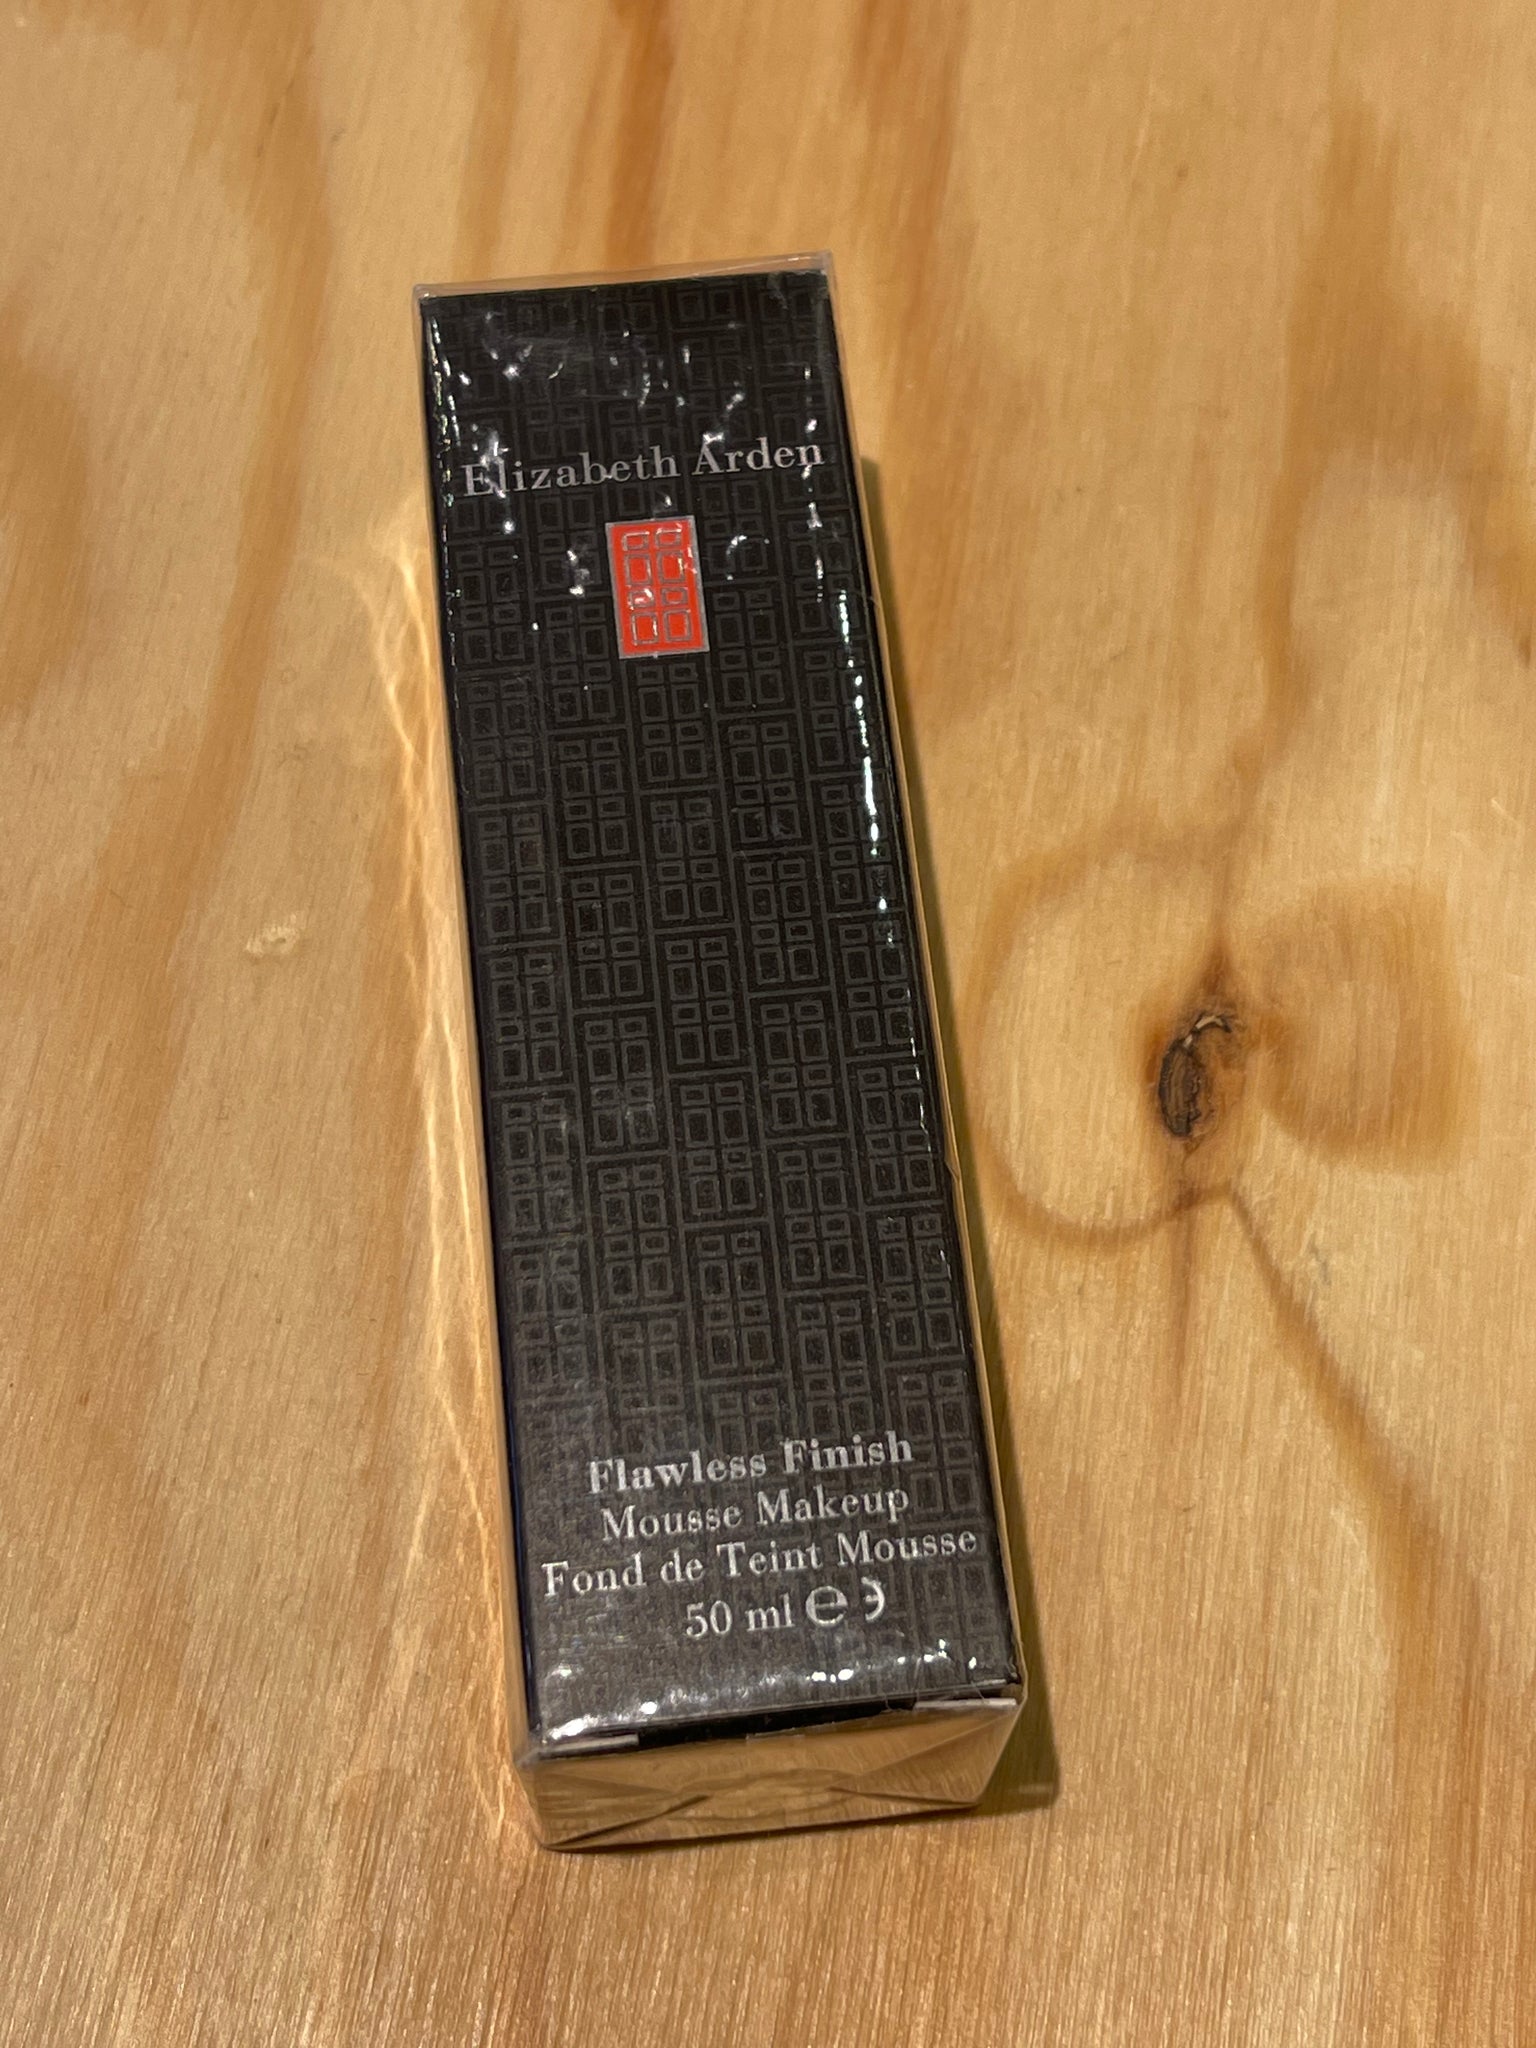 Elizabeth Arden
Flawless Finish
Mousse Makeup
Fond de Teint Mousse
50 ml ℮ Э